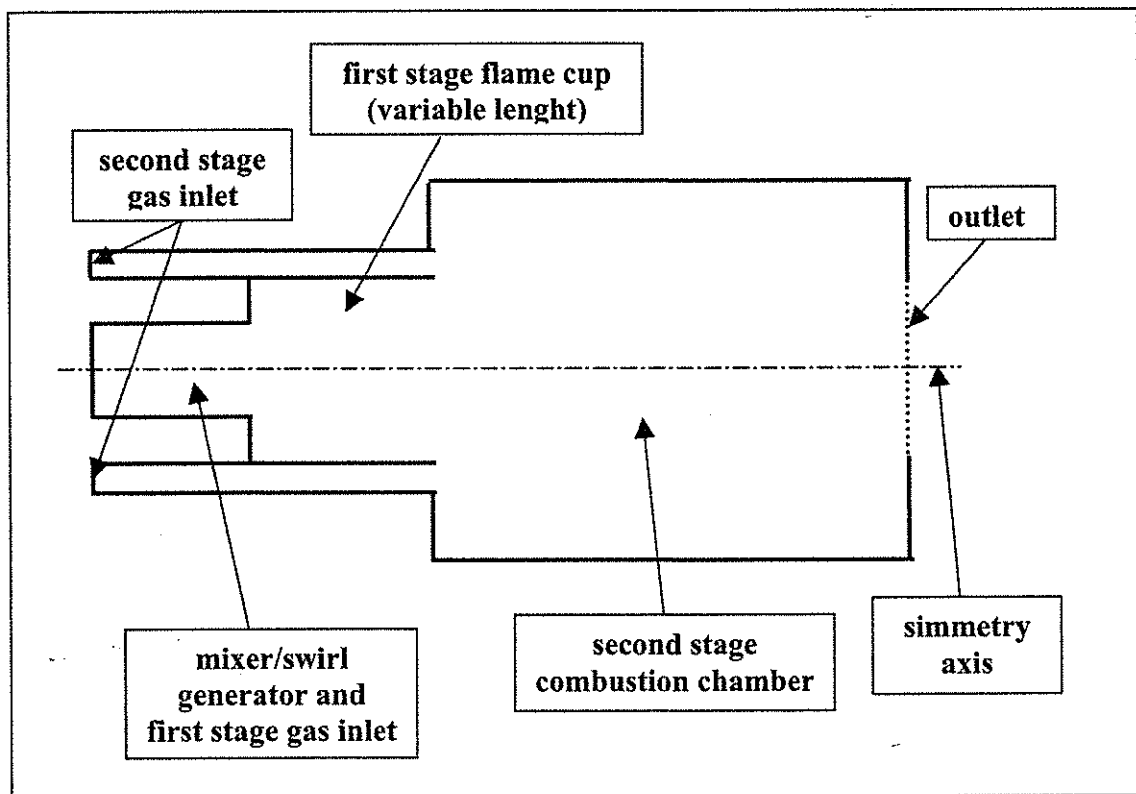 first stage flame cup
(variable lenght)
second stage
gas inlet
outlet
mixer/swirl
generator and
first stage gas inlet
second stage
combustion chamber
simmetry
axis